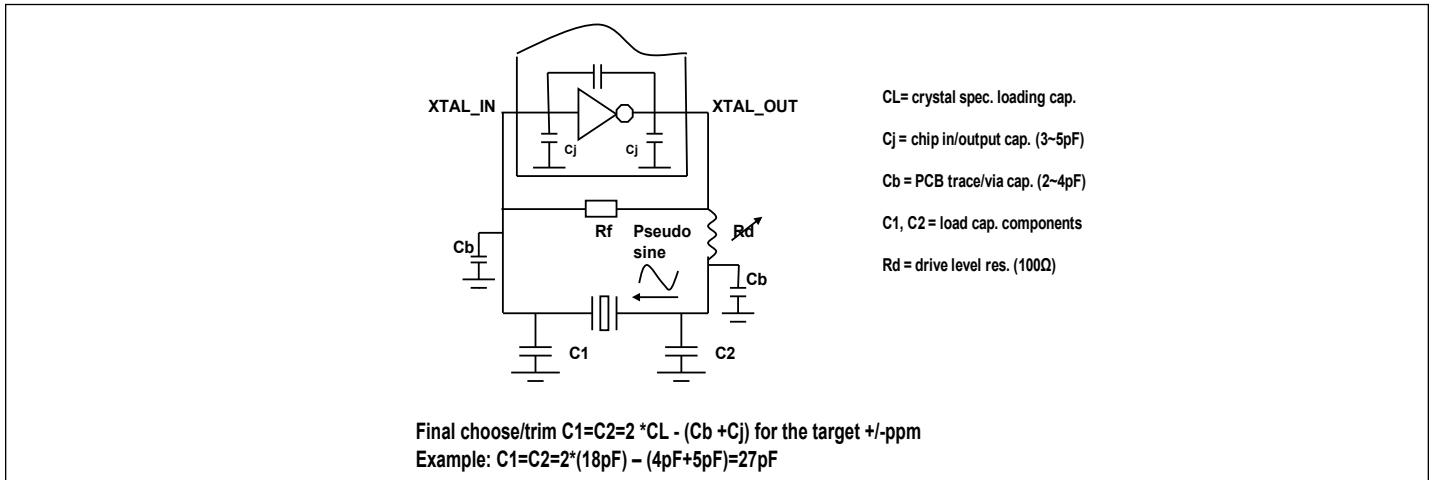 XTAL_IN
XTAL_OUT
Cj
Cj
Rf
Pseudo
sine
Rd
Cb
Cb
C1
C2
CL= crystal spec. loading cap.
Cj = chip in/output cap. (3~5pF)
Cb = PCB trace/via cap. (2~4pF)
C1, C2 = load cap. components
Rd = drive level res. (100Ω)
Final choose/trim C1=C2=2 *CL - (Cb +Cj) for the target +/-ppm
Example: C1=C2=2*(18pF) – (4pF+5pF)=27pF